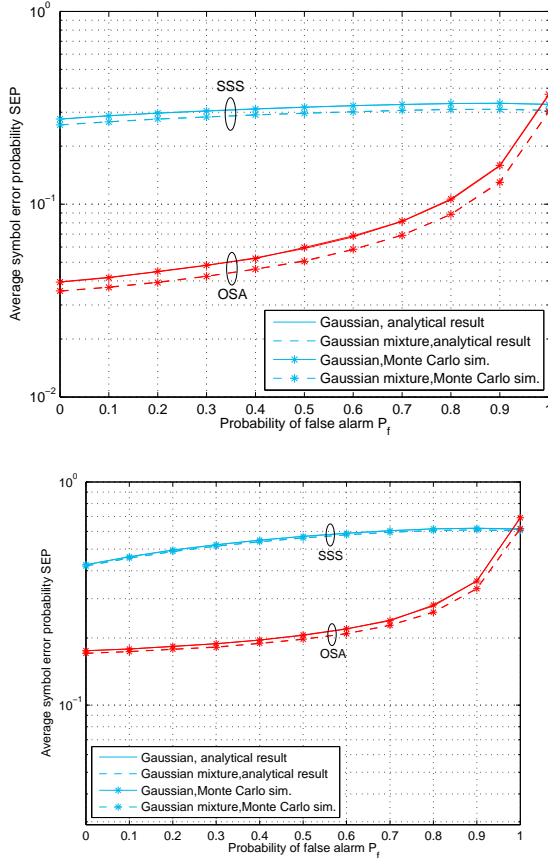 10^0
Average symbol error probability SEP
SSS
10^-1
OSA
Gaussian, analytical result
Gaussian mixture,analytical result
Gaussian,Monte Carlo sim.
Gaussian mixture,Monte Carlo sim.
10^-2
0 0.1 0.2 0.3 0.4 0.5 0.6 0.7 0.8 0.9 1
Probability of false alarm P_f
10^0
Average symbol error probability SEP
SSS
OSA
10^-1
Gaussian, analytical result
Gaussian mixture,analytical result
Gaussian,Monte Carlo sim.
Gaussian mixture,Monte Carlo sim.
0 0.1 0.2 0.3 0.4 0.5 0.6 0.7 0.8 0.9 1
Probability of false alarm P_f